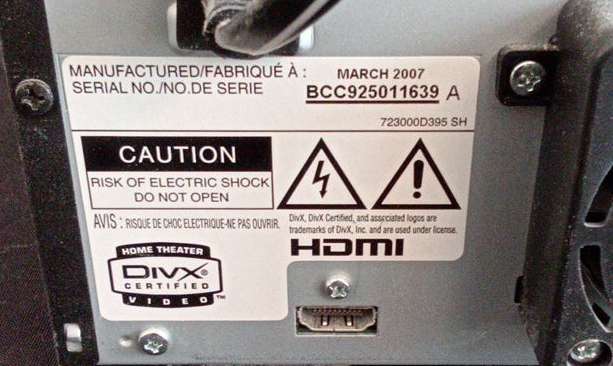 MANUFACTURED/FABRIQUÉ À : MARCH 2007
SERIAL NO./NO.DE SERIE BCC925011639 A
723000D395 SH
CAUTION
RISK OF ELECTRIC SHOCK
DO NOT OPEN
AVIS : RISQUE DE CHOC ELECTRIQUE-NE PAS OUVRIR.
DivX, DivX Certified, and associated logos are
trademarks of DivX, Inc. and are used under license.
HDMI
HOME THEATER
DIVX®
CERTIFIED
VIDEO™